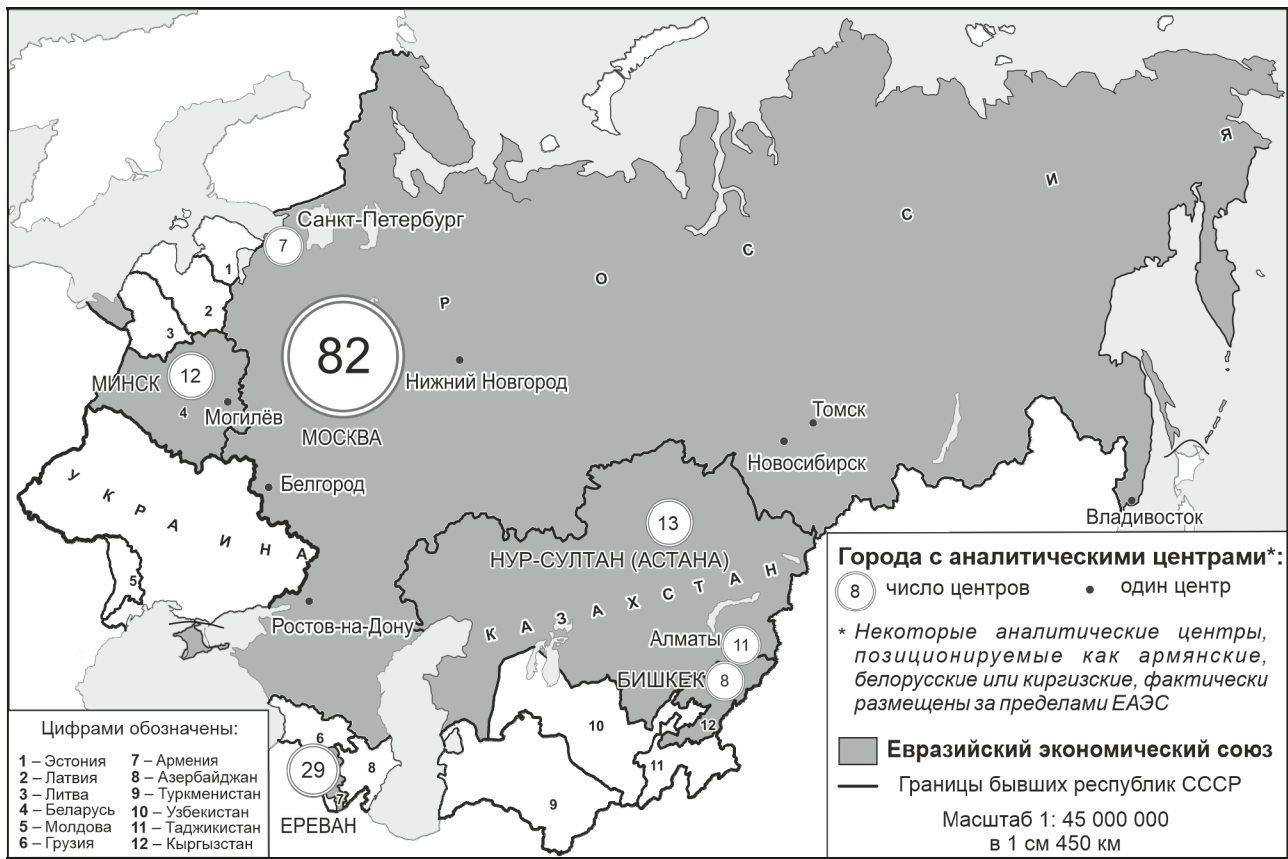 Я
И
С
С
О
Р
Санкт-Петербург
7
1
2
3
82
МИНСК
12
4
Могилёв
Нижний Новгород
МОСКВА
Томск
Новосибирск
Белгород
У К Р А И Н А
13
НУР-СУЛТАН (АСТАНА)
К А З А Х С Т А Н
Владивосток
5
Ростов-на-Дону
Алматы
11
БИШКЕК
8
10
12
11
9
6
29
8
7
ЕРЕВАН
Цифрами обозначены:
1 – Эстония
2 – Латвия
3 – Литва
4 – Беларусь
5 – Молдова
6 – Грузия
7 – Армения
8 – Азербайджан
9 – Туркменистан
10 – Узбекистан
11 – Таджикистан
12 – Кыргызстан
Города с аналитическими центрами*:
8 число центров • один центр
* Некоторые аналитические центры,
позиционируемые как армянские,
белорусские или киргизские, фактически
размещены за пределами ЕАЭС
Евразийский экономический союз
Границы бывших республик СССР
Масштаб 1: 45 000 000
в 1 см 450 км